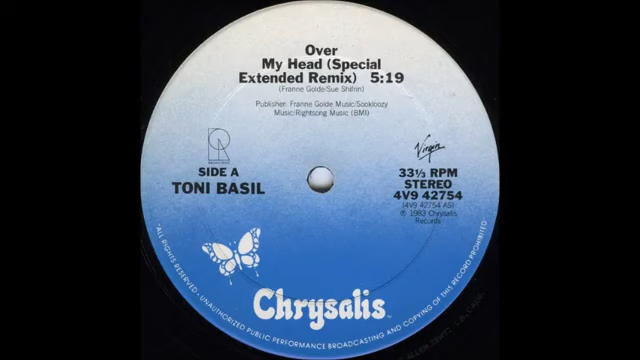 Over
My Head (Special
Extended Remix) 5:19
(Franne Golde/Sue Shifrin)
Publisher: Franne Golde Music/Sookloozy
Music/Rightsong Music (BMI)
SIDE A
TONI BASIL
Virgin
33⅓ RPM
STEREO
4V9 42754
(4V9 42754 AS)
℗ 1983 Chrysalis
Records
Chrysalis
ALL RIGHTS RESERVED · UNAUTHORIZED PUBLIC PERFORMANCE BROADCASTING AND COPYING OF THIS RECORD PROHIBITED